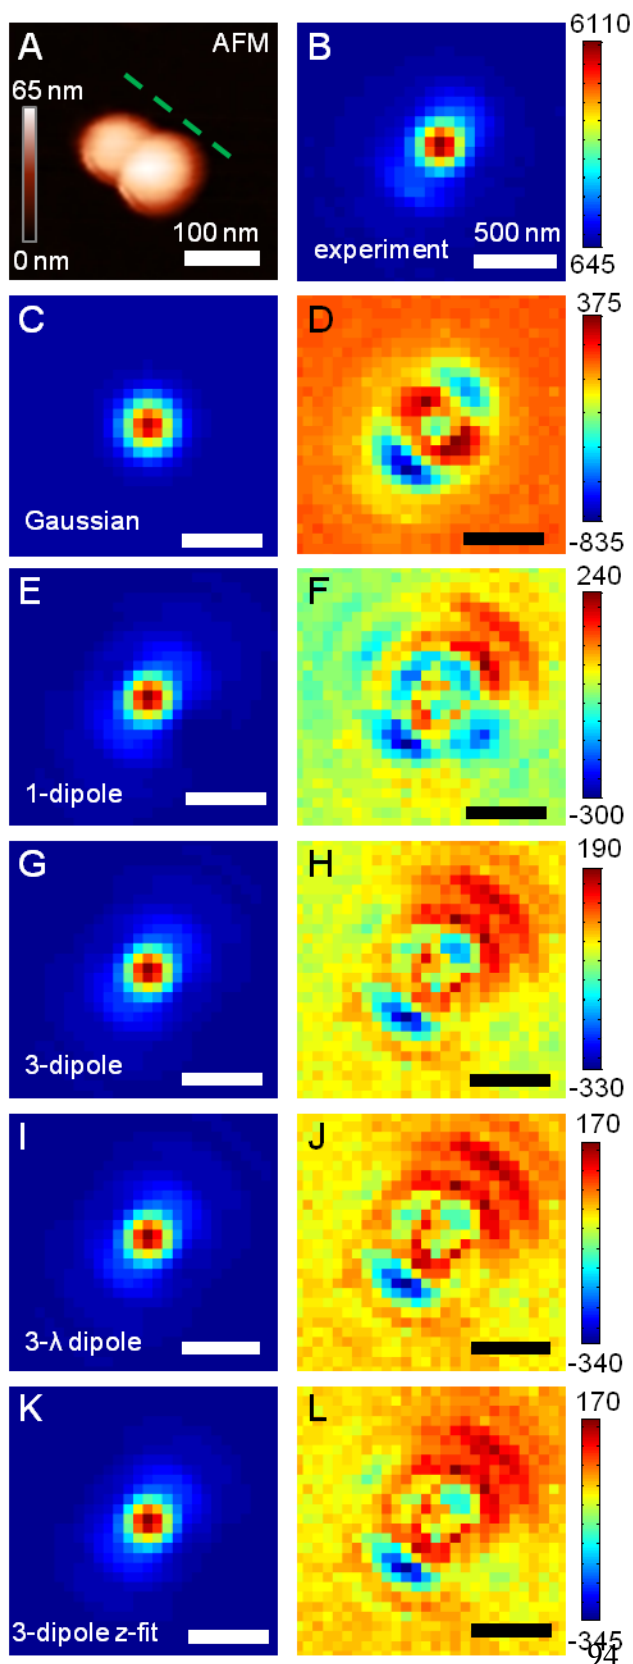 A AFM
65 nm
100 nm
0 nm
B
6110
experiment
500 nm
645
C
Gaussian
D
375
-835
E
1-dipole
F
240
-300
G
3-dipole
H
190
-330
I
3-λ dipole
J
170
-340
K
3-dipole z-fit
L
170
-345
94